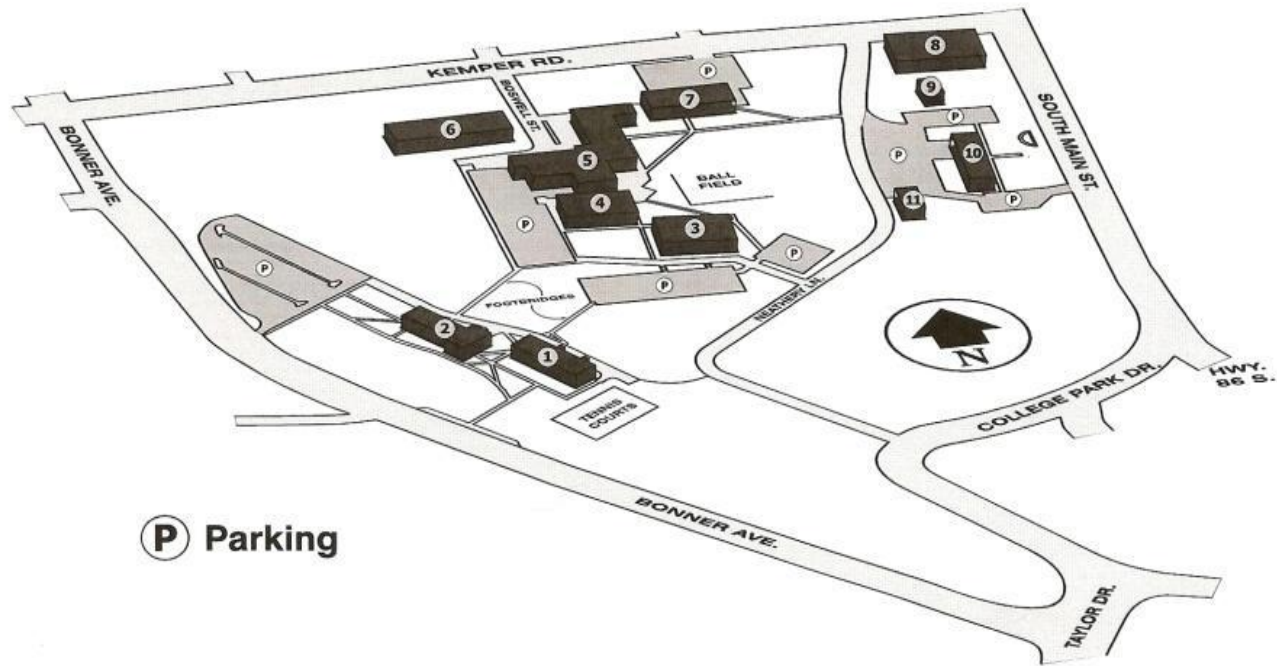 KEMPER RD.
BONNER AVE.
BOSWELL ST.
SOUTH MAIN ST.
8
9
P
7
P
6
5
10
P
BALL
FIELD
4
11
P
P
3
P
P
P
FOOTBRIDGES
NEATHERY LN.
2
1
N
HWY.
86 S.
TENNIS
COURTS
COLLEGE PARK DR.
BONNER AVE.
P Parking
TAYLOR DR.